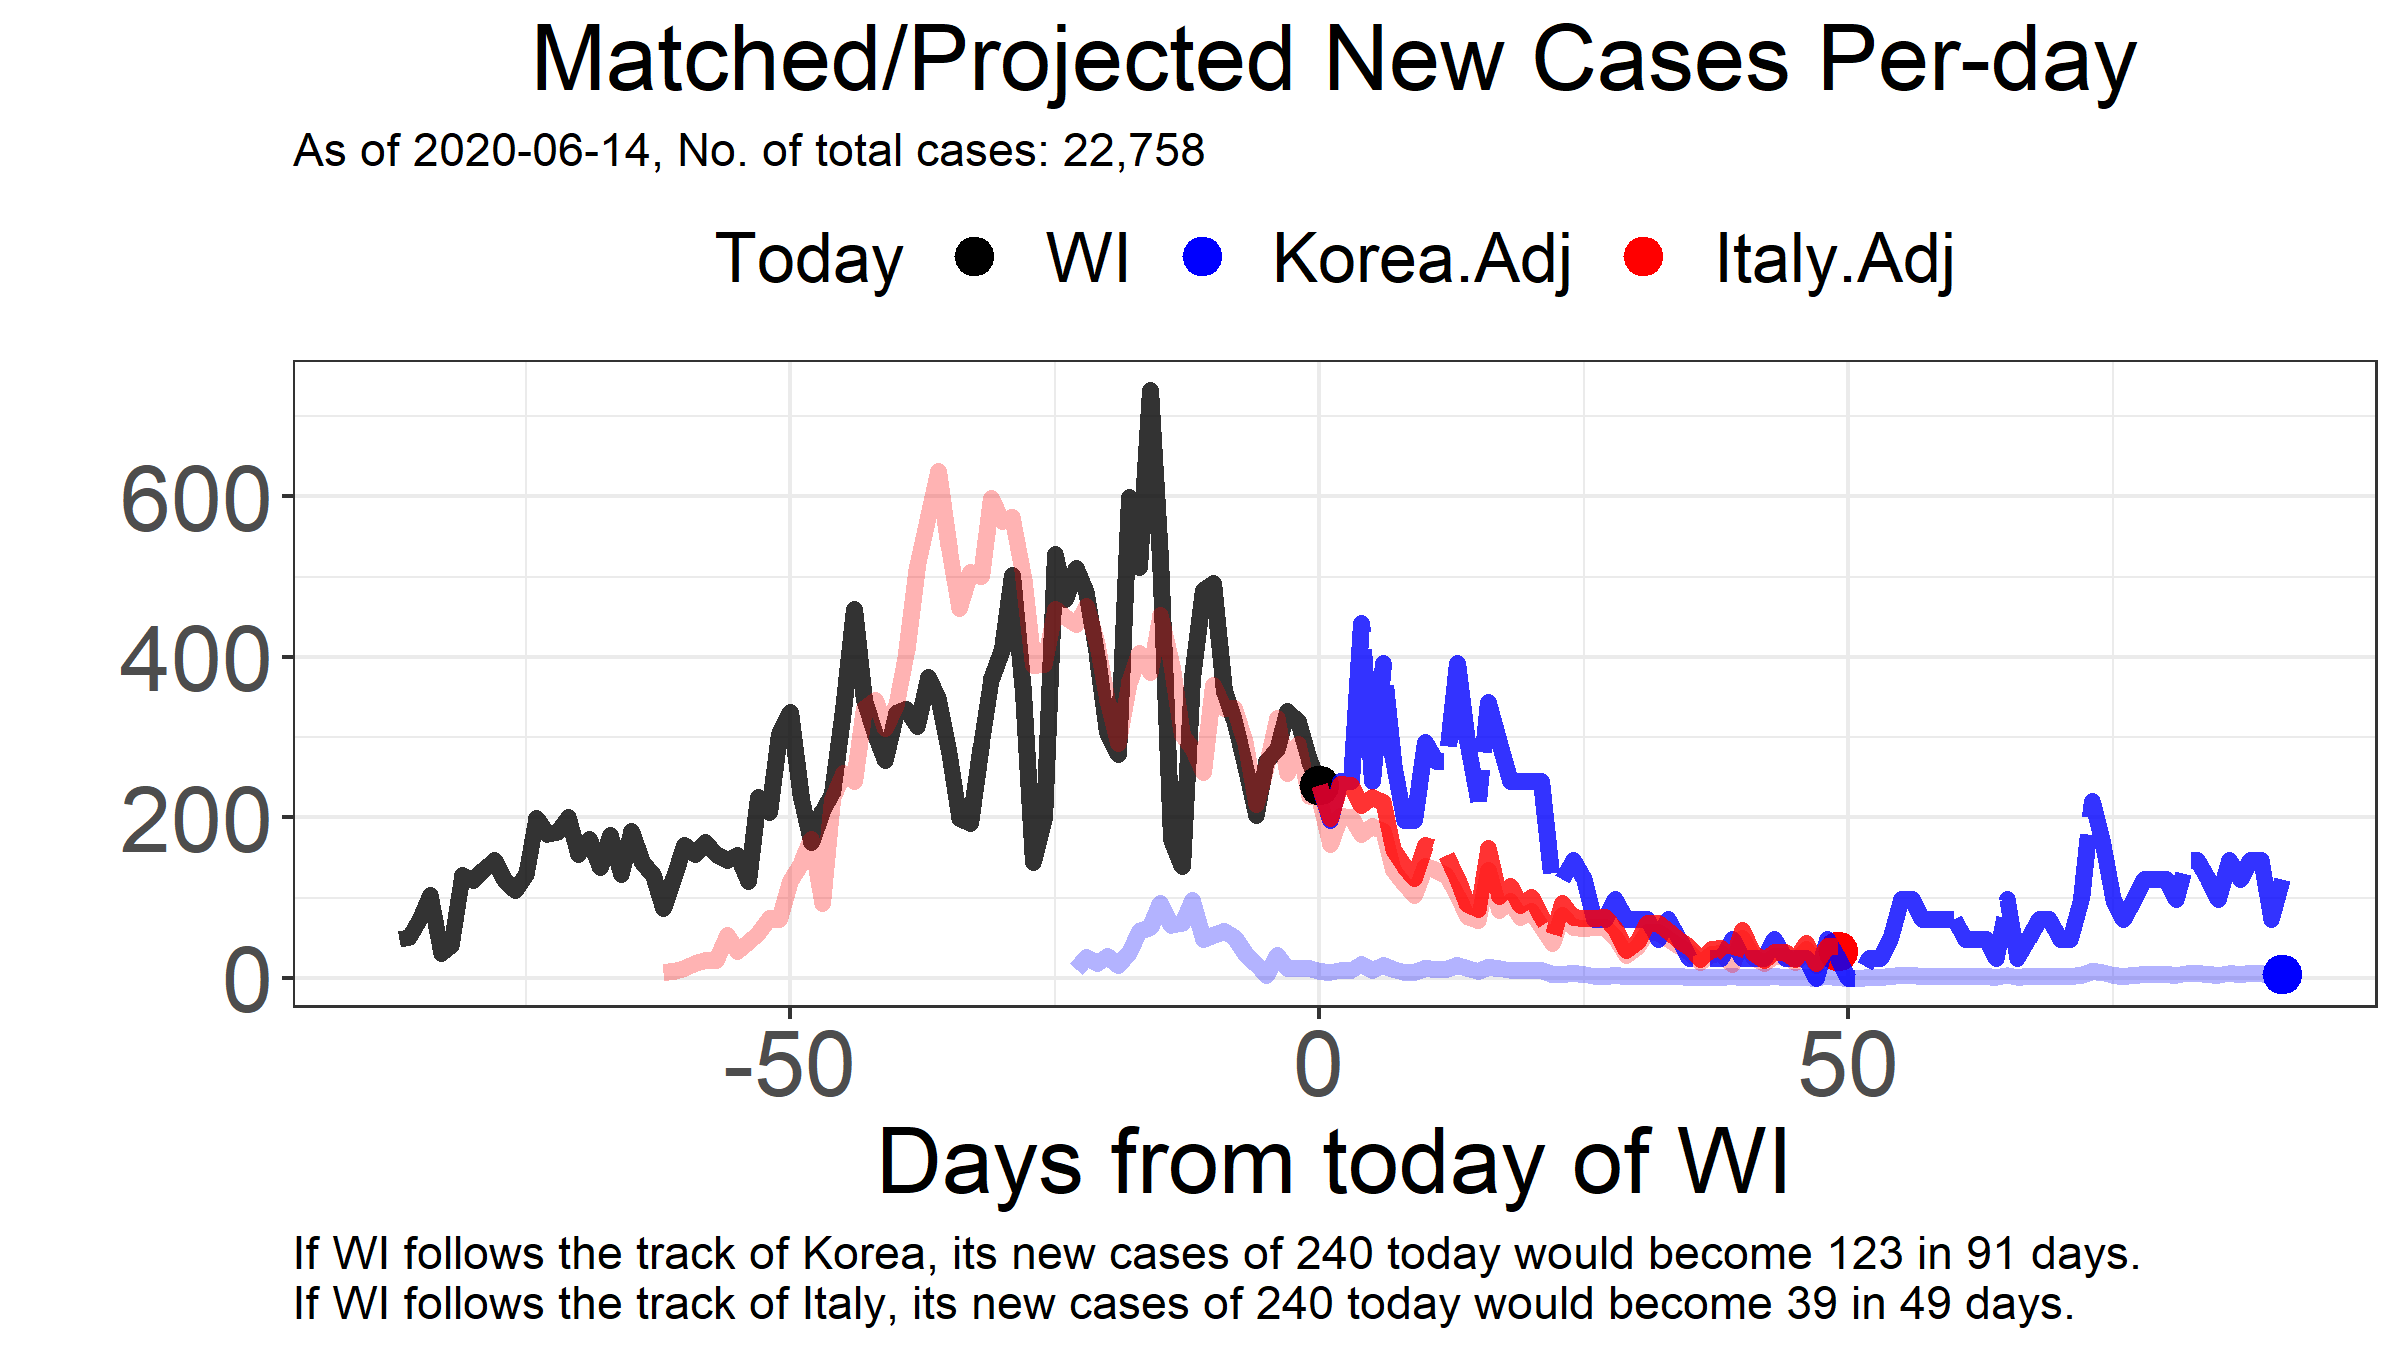 Matched/Projected New Cases Per-day
As of 2020-06-14, No. of total cases: 22,758
Today WI Korea.Adj Italy.Adj
600
400
200
0
-50 0 50
Days from today of WI
If WI follows the track of Korea, its new cases of 240 today would become 123 in 91 days.
If WI follows the track of Italy, its new cases of 240 today would become 39 in 49 days.